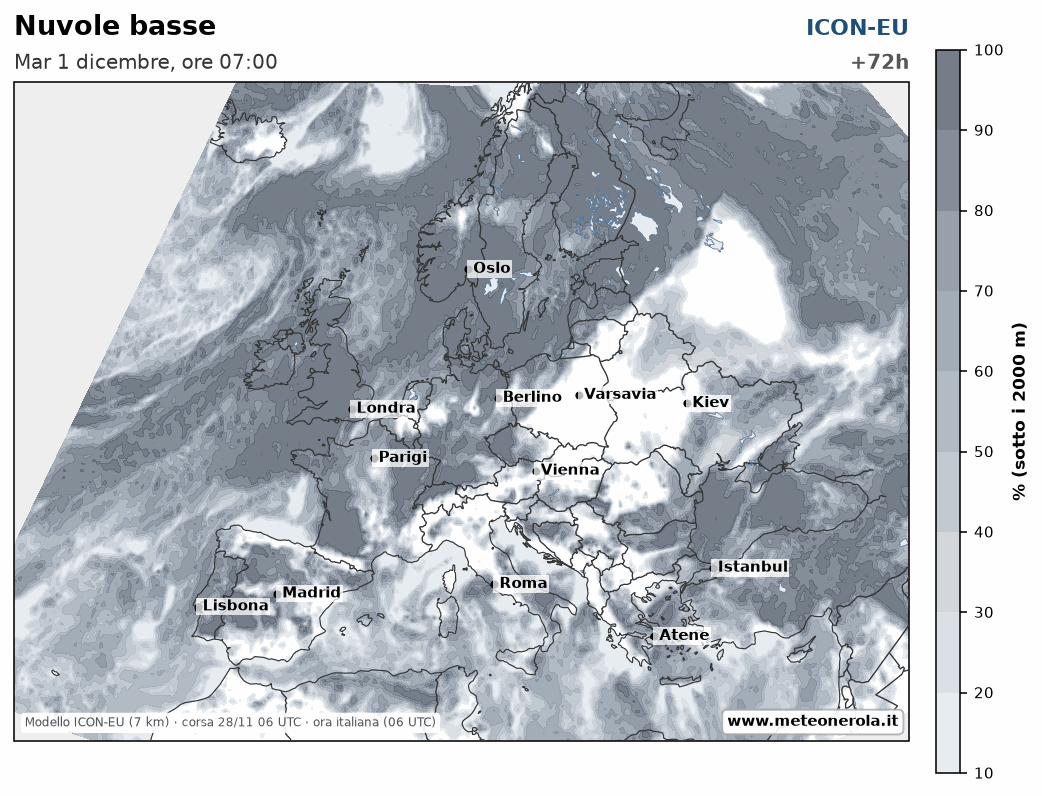 Nuvole basse
ICON-EU
Mar 1 dicembre, ore 07:00
+72h
Oslo
Berlino
Varsavia
Kiev
Londra
Parigi
Vienna
Istanbul
Roma
Madrid
Lisbona
Atene
Modello ICON-EU (7 km) · corsa 28/11 06 UTC · ora italiana (06 UTC)
www.meteonerola.it
100
90
80
70
60
50
40
30
20
10
% (sotto i 2000 m)